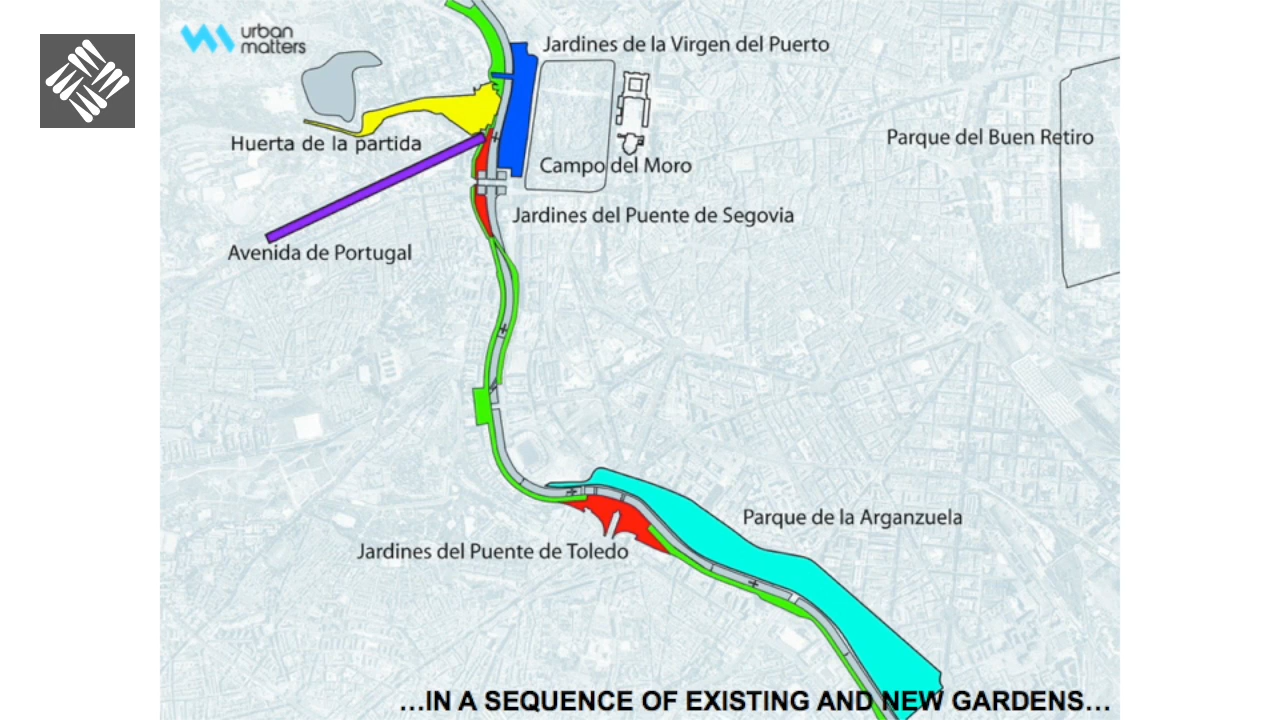 urban
matters
Jardines de la Virgen del Puerto
Parque del Buen Retiro
Huerta de la partida
Campo del Moro
Jardines del Puente de Segovia
Avenida de Portugal
Parque de la Arganzuela
Jardines del Puente de Toledo
...IN A SEQUENCE OF EXISTING AND NEW GARDENS...